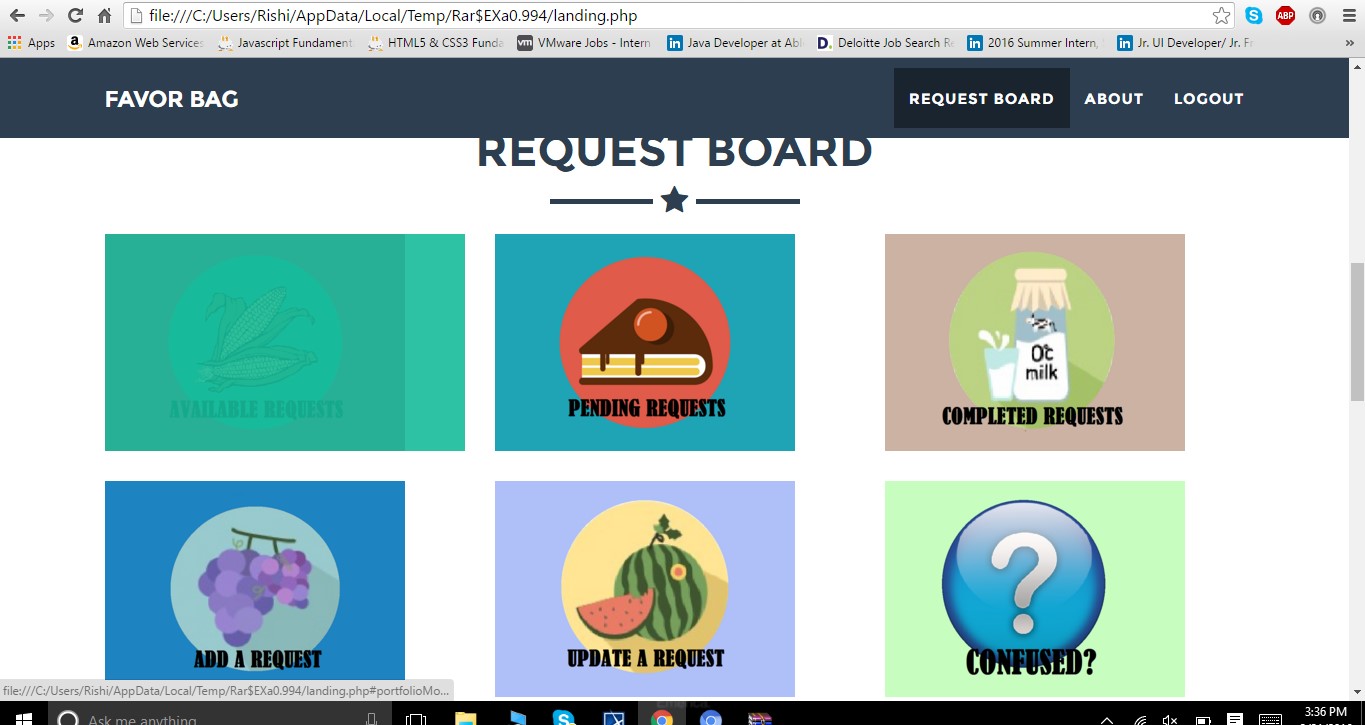 file:///C:/Users/Rishi/AppData/Local/Temp/Rar$EXa0.994/landing.php
ABP
Apps
Amazon Web Services
Javascript Fundament
HTML5 & CSS3 Funda
VMware Jobs - Intern
Java Developer at Abl
Deloitte Job Search Re
2016 Summer Intern,
Jr. UI Developer/ Jr. Fr
»
FAVOR BAG
REQUEST BOARD
ABOUT
LOGOUT
REQUEST BOARD
AVAILABLE REQUESTS
PENDING REQUESTS
0°c
milk
COMPLETED REQUESTS
ADD A REQUEST
UPDATE A REQUEST
?
CONFUSED?
file:///C:/Users/Rishi/AppData/Local/Temp/Rar$EXa0.994/landing.php#portfolioMo...
Ask me anything
3:36 PM